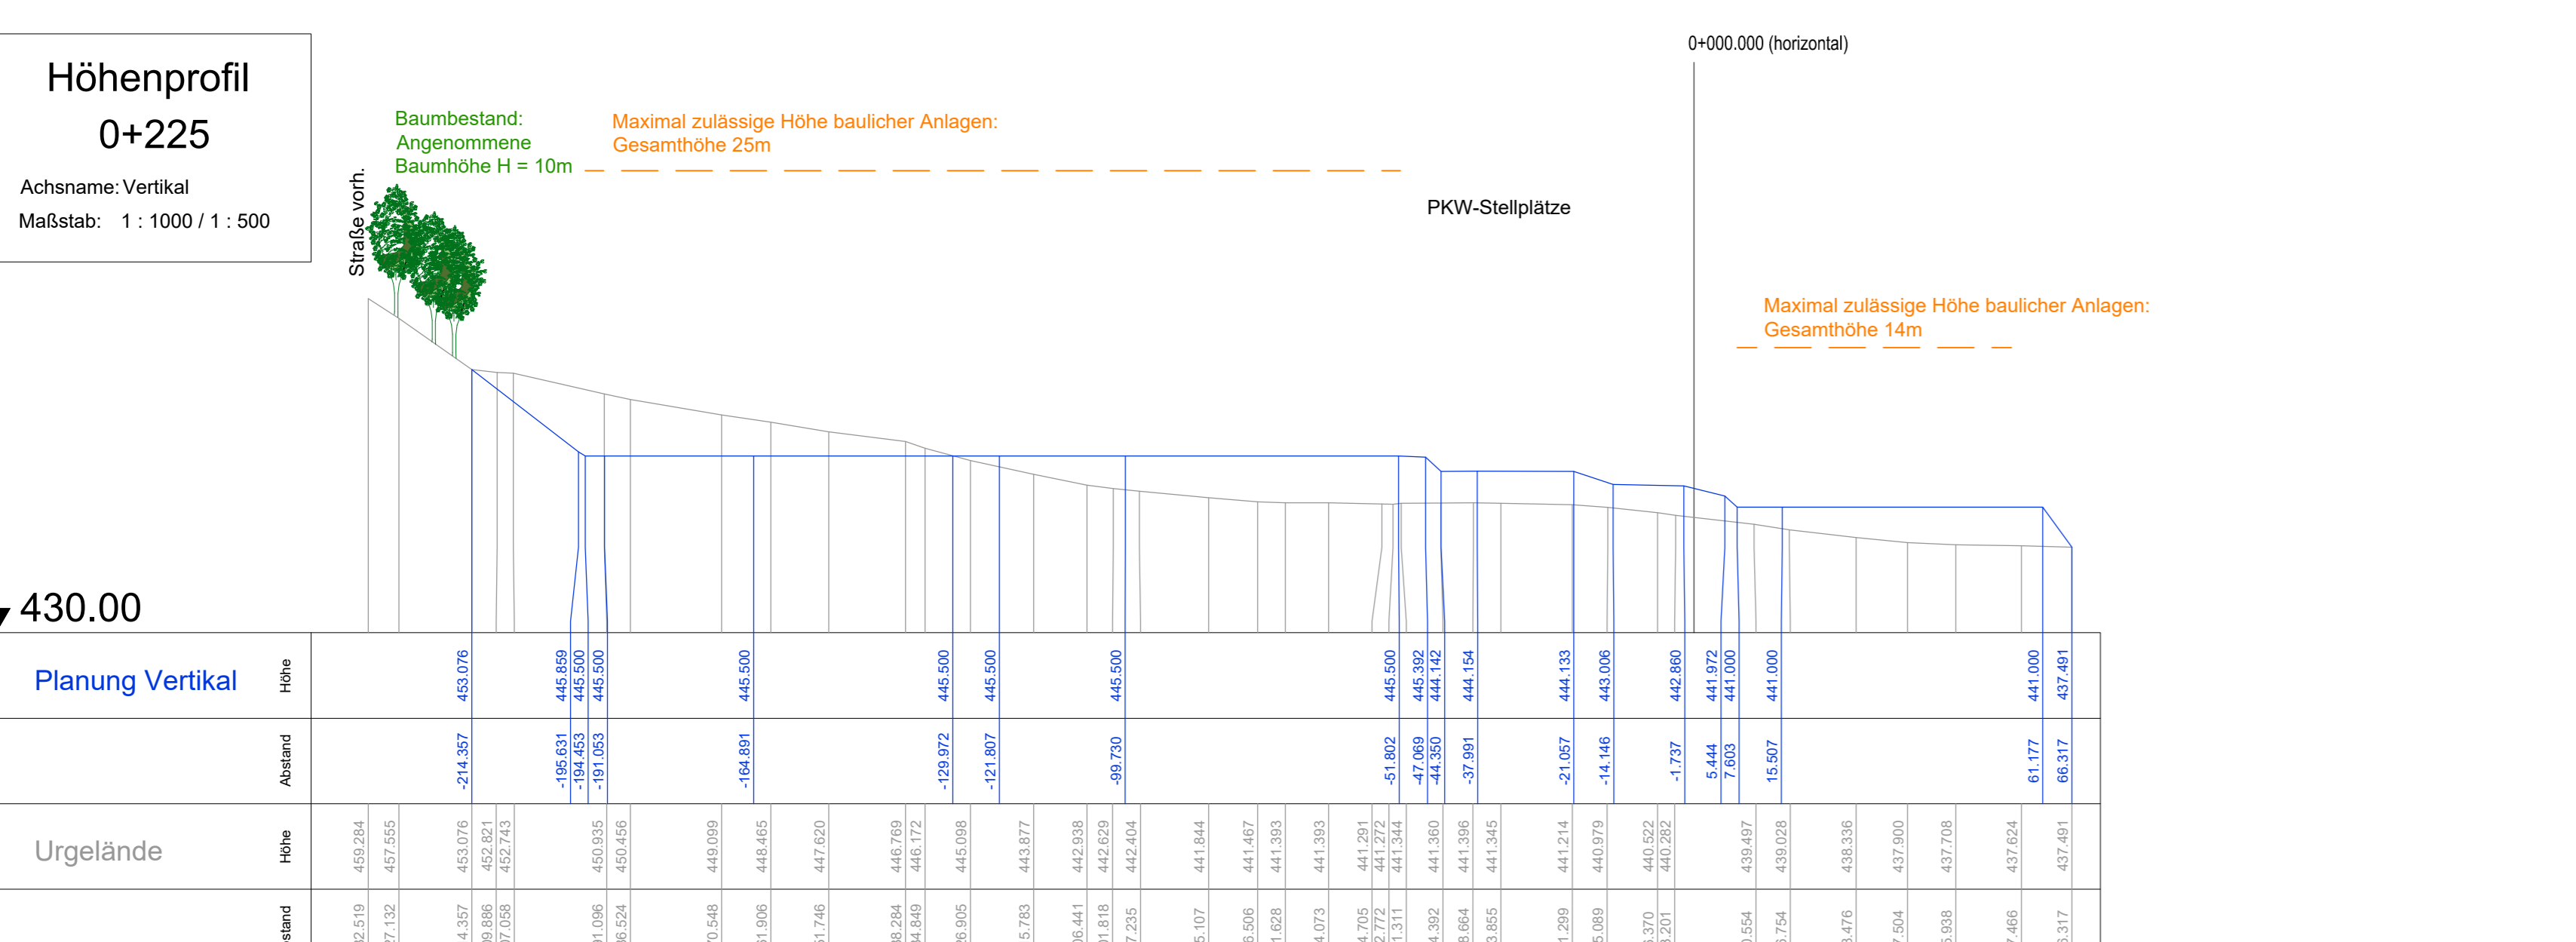 0+000.000 (horizontal)
Höhenprofil
0+225
Achsname: Vertikal
Maßstab: 1 : 1000 / 1 : 500
Straße vorh.
Baumbestand:
Angenommene
Baumhöhe H = 10m
Maximal zulässige Höhe baulicher Anlagen:
Gesamthöhe 25m
PKW-Stellplätze
Maximal zulässige Höhe baulicher Anlagen:
Gesamthöhe 14m
430.00
Planung Vertikal
Höhe
453.076 445.859 445.500 445.500 445.500 445.500 445.500 445.500 445.500 445.392 444.142 444.154 444.133 443.006 442.860 441.972 441.000 441.000 441.000 437.491
Abstand
-214.357 -195.631 -194.453 -191.053 -164.891 -129.972 -121.807 -99.730 -51.802 -47.069 -44.350 -37.991 -21.057 -14.146 -1.737 5.444 7.603 15.507 61.177 66.317
Urgelände
Höhe
459.284 457.555 453.076 452.821 452.743 450.935 450.456 449.099 448.465 447.620 446.769 446.172 445.098 443.877 442.938 442.629 442.404 441.844 441.467 441.393 441.393 441.291 441.272 441.344 441.360 441.396 441.345 441.214 440.979 440.522 440.282 439.497 439.028 438.336 437.900 437.708 437.624 437.491